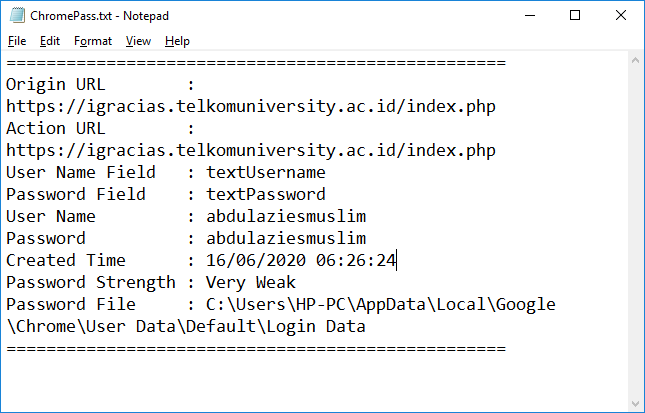 ChromePass.txt - Notepad
File Edit Format View Help
==================================================
Origin URL        :
https://igracias.telkomuniversity.ac.id/index.php
Action URL        :
https://igracias.telkomuniversity.ac.id/index.php
User Name Field   : textUsername
Password Field    : textPassword
User Name         : abdulaziesmuslim
Password          : abdulaziesmuslim
Created Time      : 16/06/2020 06:26:24
Password Strength : Very Weak
Password File     : C:\Users\HP-PC\AppData\Local\Google
\Chrome\User Data\Default\Login Data
==================================================